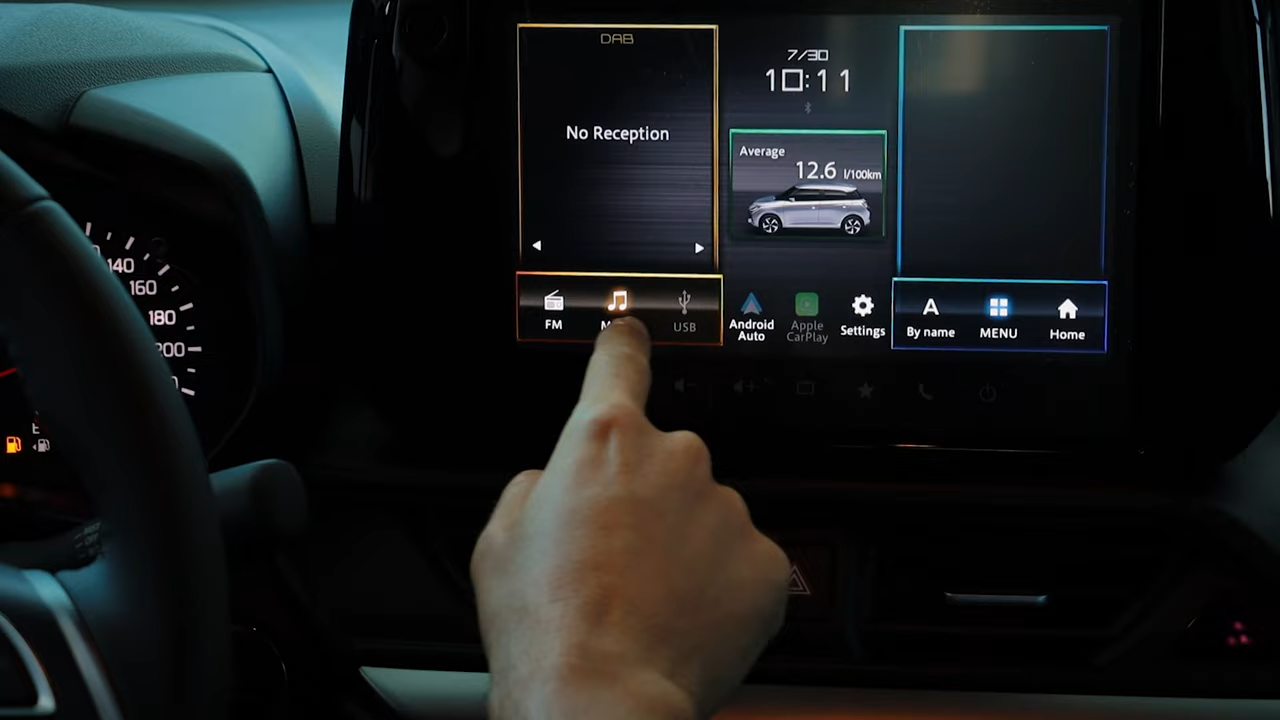 DAB
No Reception
7/30
10:11
Average
12.6 l/100km
FM
USB
Android
Auto
Apple
CarPlay
Settings
By name
MENU
Home
140
160
180
200
E